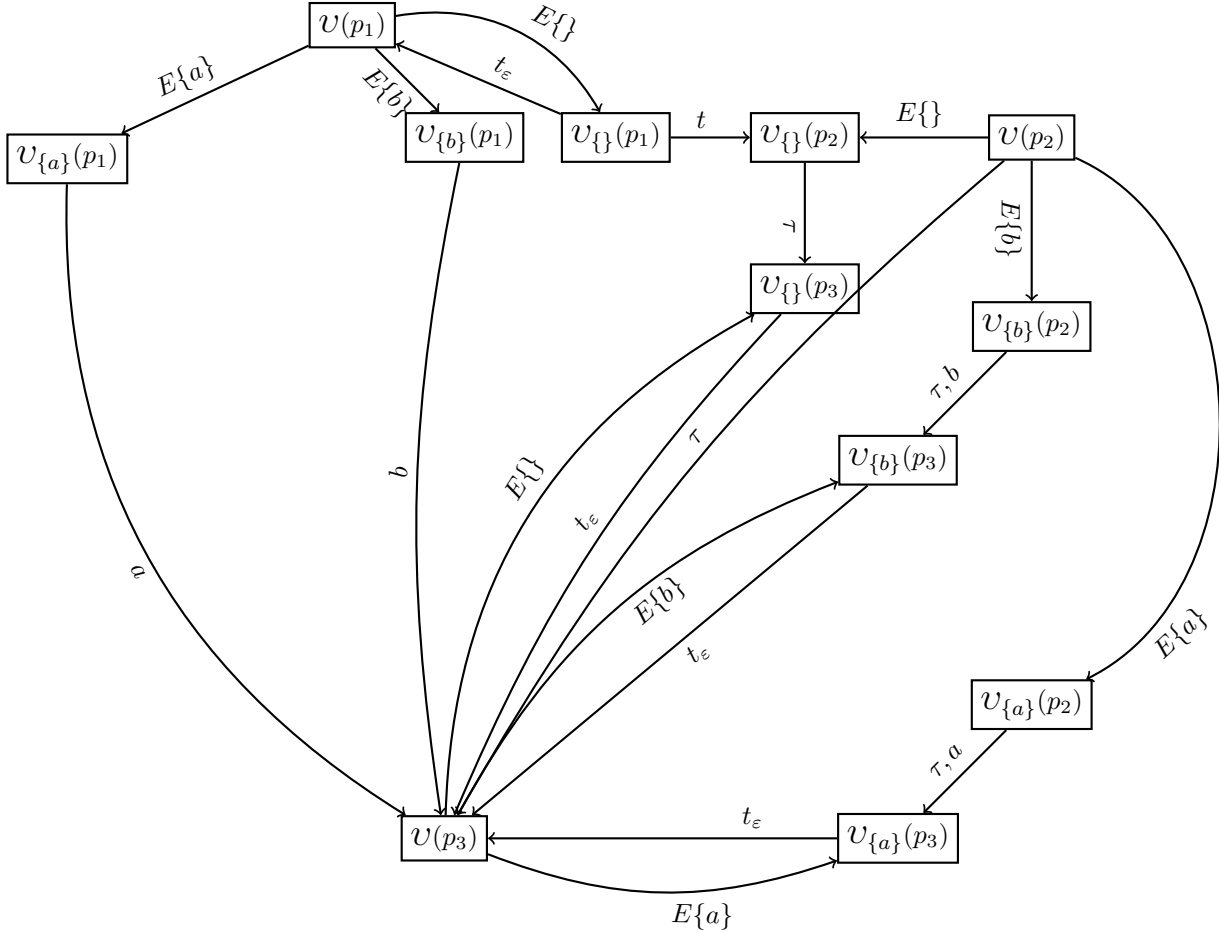 𝒰(p₁)
E{}
E{a}
E{b}
t_ε
𝒰_{a}(p₁)
𝒰_{b}(p₁)
𝒰_{}(p₁)
t
𝒰_{}(p₂)
E{}
𝒰(p₂)
τ
E{b}
𝒰_{}(p₃)
𝒰_{b}(p₂)
τ, b
τ
𝒰_{b}(p₃)
E{}
b
t_ε
a
E{b}
t_ε
E{a}
𝒰_{a}(p₂)
τ, a
𝒰(p₃)
t_ε
𝒰_{a}(p₃)
E{a}